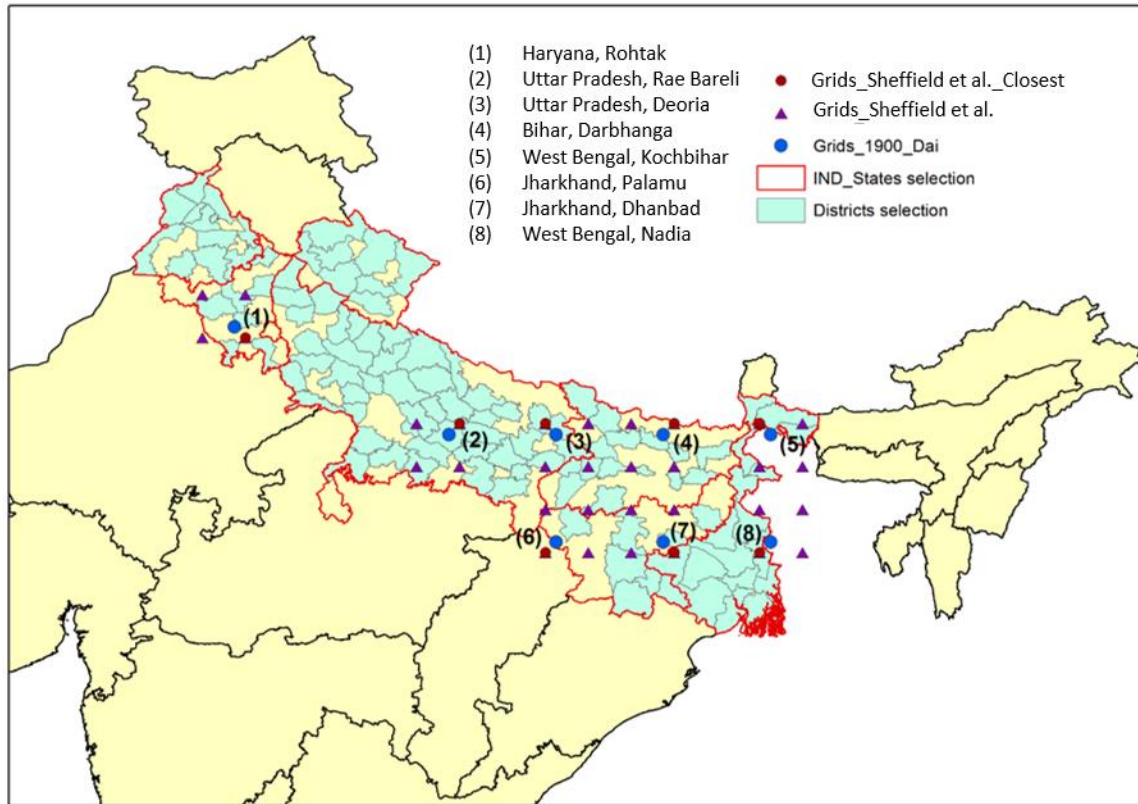 (1) Haryana, Rohtak
(2) Uttar Pradesh, Rae Bareli
(3) Uttar Pradesh, Deoria
(4) Bihar, Darbhanga
(5) West Bengal, Kochbihar
(6) Jharkhand, Palamu
(7) Jharkhand, Dhanbad
(8) West Bengal, Nadia
Grids_Sheffield et al._Closest
Grids_Sheffield et al.
Grids_1900_Dai
IND_States selection
Districts selection
(1)
(2)
(3)
(4)
(5)
(6)
(7)
(8)